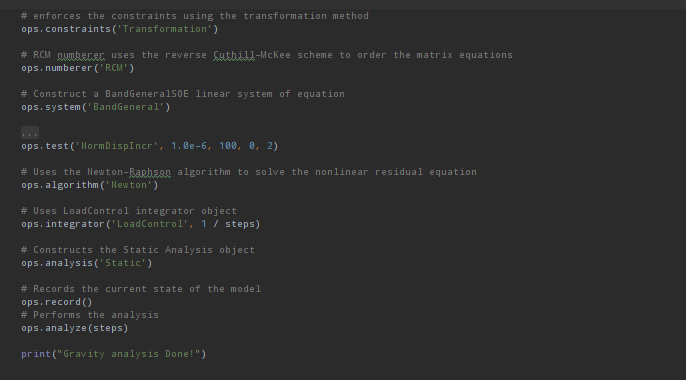 # enforces the constraints using the transformation method
ops.constraints('Transformation')
# RCM numberer uses the reverse Cuthill-McKee scheme to order the matrix equations
ops.numberer('RCM')
# Construct a BandGeneralSOE linear system of equation
ops.system('BandGeneral')
...
ops.test('NormDispIncr', 1.0e-6, 100, 0, 2)
# Uses the Newton-Raphson algorithm to solve the nonlinear residual equation
ops.algorithm('Newton')
# Uses LoadControl integrator object
ops.integrator('LoadControl', 1 / steps)
# Constructs the Static Analysis object
ops.analysis('Static')
# Records the current state of the model
ops.record()
# Performs the analysis
ops.analyze(steps)
print("Gravity analysis Done!")